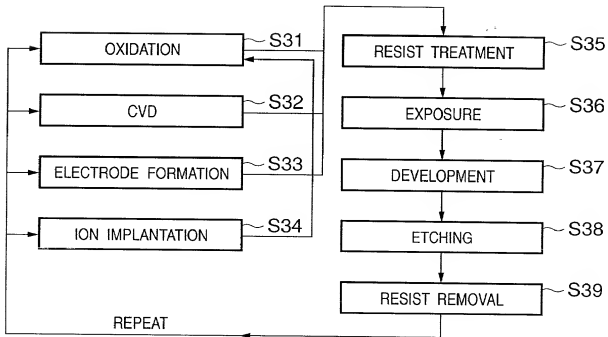 OXIDATION
S31
CVD
S32
ELECTRODE FORMATION
S33
ION IMPLANTATION
S34
RESIST TREATMENT
S35
EXPOSURE
S36
DEVELOPMENT
S37
ETCHING
S38
RESIST REMOVAL
S39
REPEAT